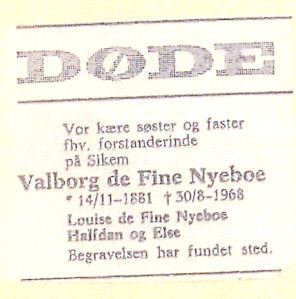 DØDE
Vor kære søster og faster
fhv. forstanderinde
på Sikem
Valborg de Fine Nyeboe
* 14/11-1881 † 30/8-1968
Louise de Fine Nyeboe
Halfdan og Else
Begravelsen har fundet sted.